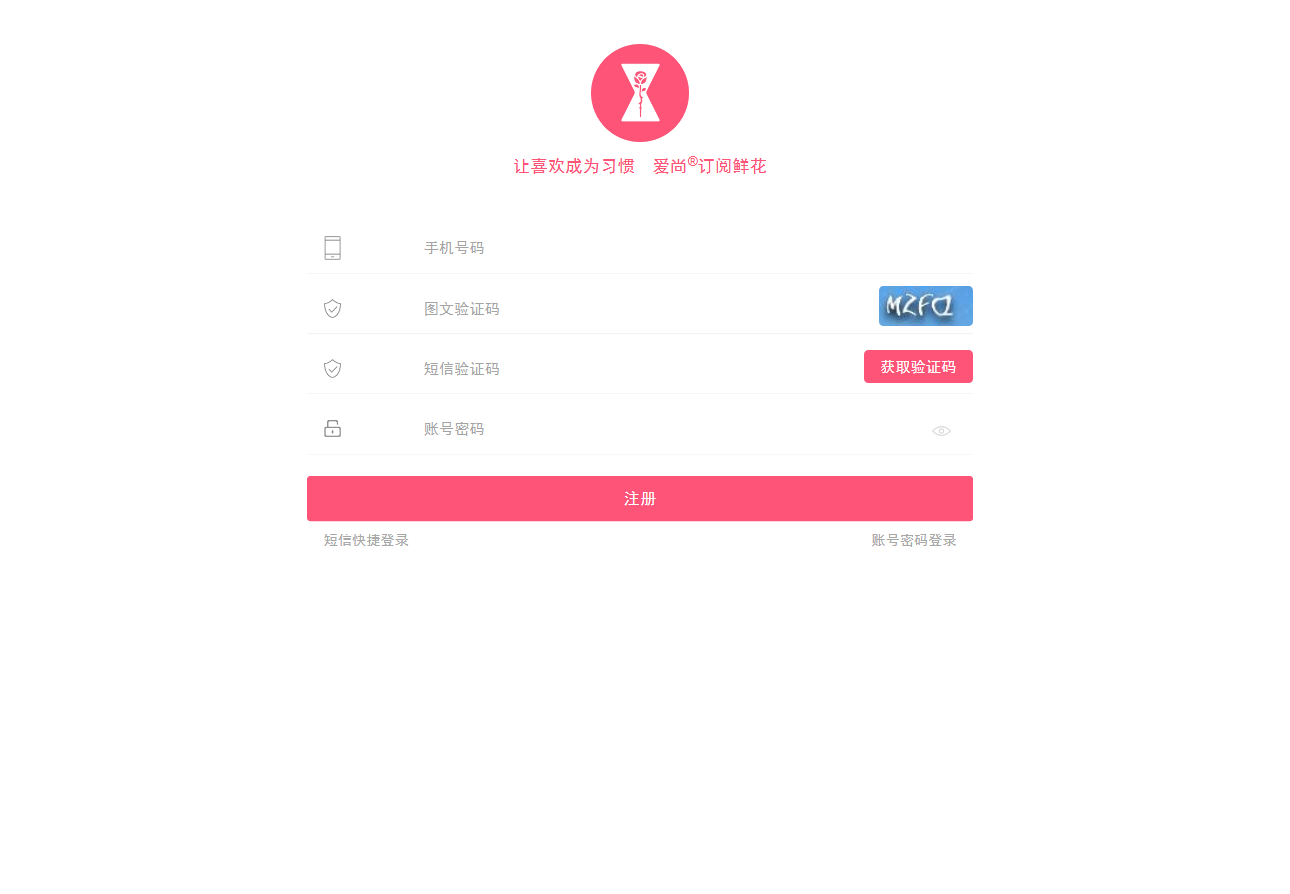 让喜欢成为习惯 爱尚®订阅鲜花
手机号码
图文验证码
短信验证码 获取验证码
账号密码
注册
短信快捷登录 账号密码登录